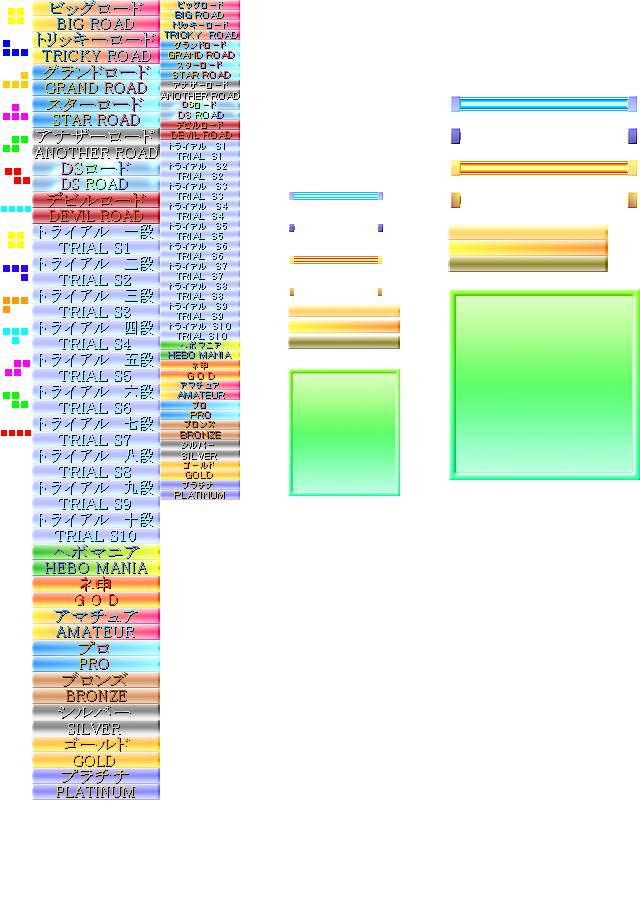 ビッグロード
BIG ROAD
トリッキーロード
TRICKY ROAD
グランドロード
GRAND ROAD
スターロード
STAR ROAD
アナザーロード
ANOTHER ROAD
DSロード
DS ROAD
デビルロード
DEVIL ROAD
トライアル 一段
TRIAL S1
トライアル 二段
TRIAL S2
トライアル 三段
TRIAL S3
トライアル 四段
TRIAL S4
トライアル 五段
TRIAL S5
トライアル 六段
TRIAL S6
トライアル 七段
TRIAL S7
トライアル 八段
TRIAL S8
トライアル 九段
TRIAL S9
トライアル 十段
TRIAL S10
ヘボマニア
HEBO MANIA
ネ申
G O D
アマチュア
AMATEUR
プロ
PRO
ブロンズ
BRONZE
シルバー
SILVER
ゴールド
GOLD
プラチナ
PLATINUM
ビッグロード
BIG ROAD
トリッキーロード
TRICKY ROAD
グランドロード
GRAND ROAD
スターロード
STAR ROAD
アナザーロード
ANOTHER ROAD
DSロード
DS ROAD
デビルロード
DEVIL ROAD
トライアル S1
TRIAL S1
トライアル S2
TRIAL S2
トライアル S3
TRIAL S3
トライアル S4
TRIAL S4
トライアル S5
TRIAL S5
トライアル S6
TRIAL S6
トライアル S7
TRIAL S7
トライアル S8
TRIAL S8
トライアル S9
TRIAL S9
トライアル S10
TRIAL S10
ヘボマニア
HEBO MANIA
ネ申
G O D
アマチュア
AMATEUR
プロ
PRO
ブロンズ
BRONZE
シルバー
SILVER
ゴールド
GOLD
プラチナ
PLATINUM